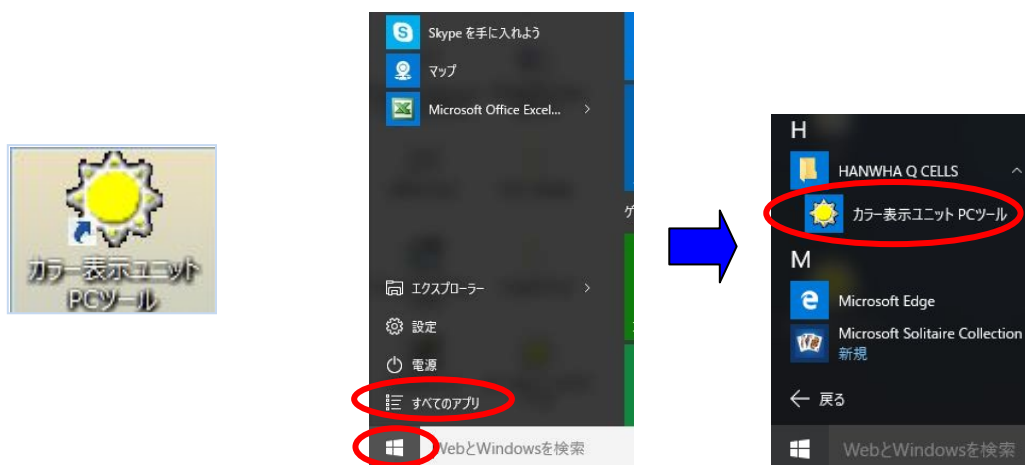 カラー表示ユニット
PCツール
Skype を手に入れよう
マップ
Microsoft Office Excel...
ゲ
エクスプローラー
設定
電源
すべてのアプリ
WebとWindowsを検索
H
HANWHA Q CELLS
カラー表示ユニット PCツール
M
Microsoft Edge
Microsoft Solitaire Collection
新規
戻る
WebとWindowsを検索